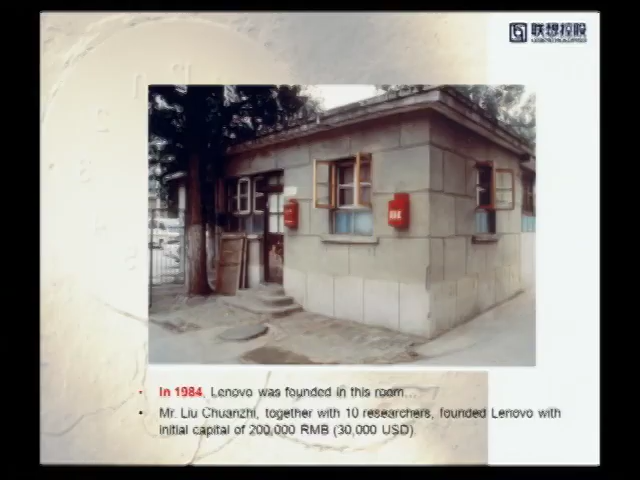 联想控股
In 1984, Lenovo was founded in this room...
Mr. Liu Chuanzhi, together with 10 researchers, founded Lenovo with
initial capital of 200,000 RMB (30,000 USD).